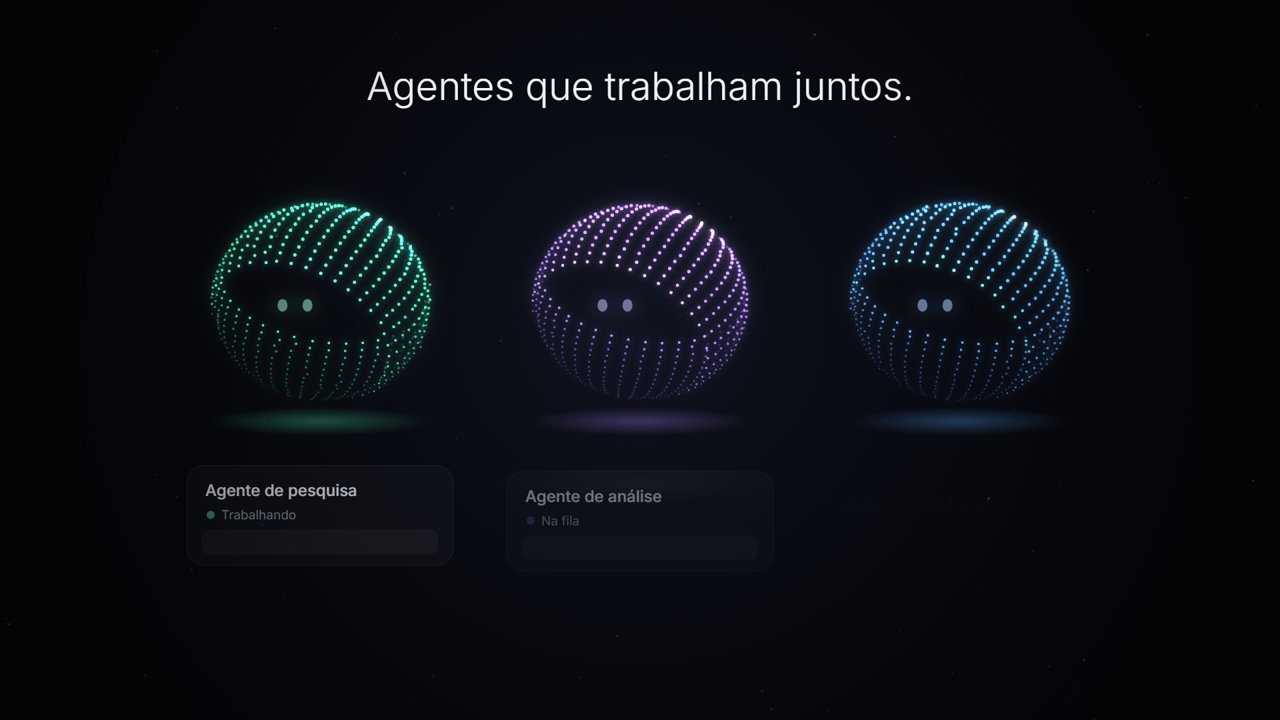 Agentes que trabalham juntos.
Agente de pesquisa
Trabalhando
Agente de análise
Na fila